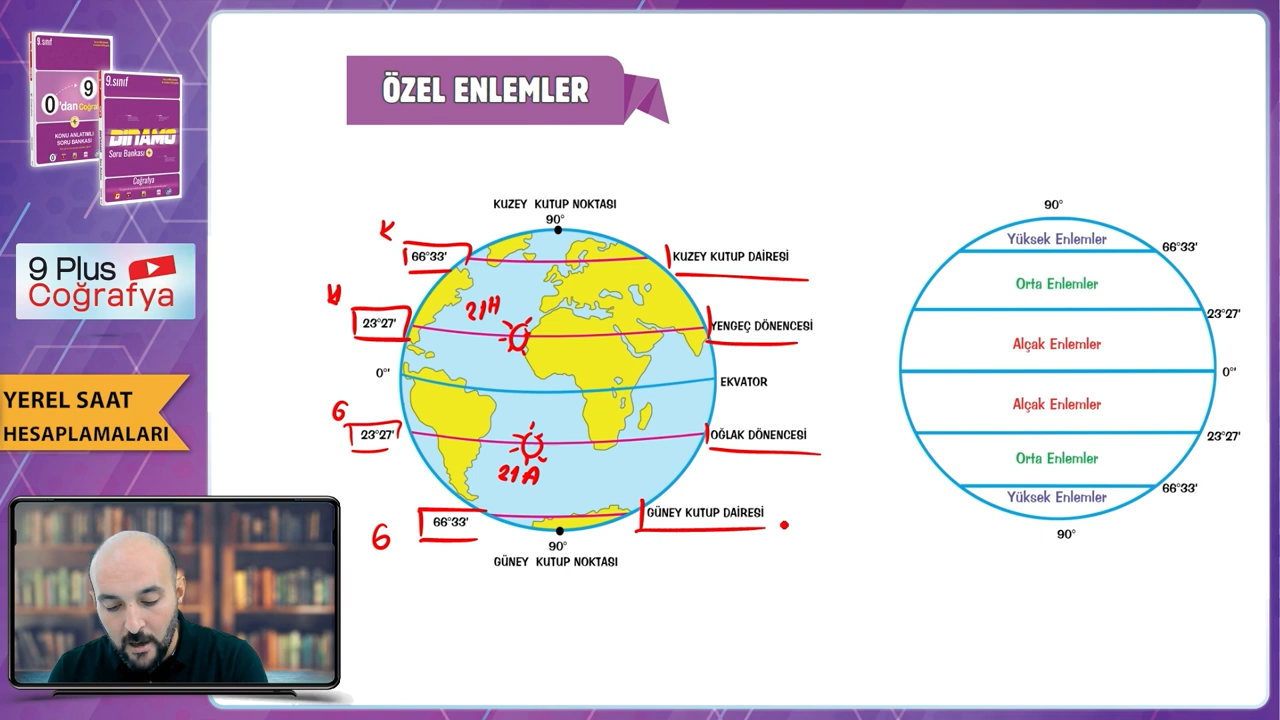 9.sınıf
9.sınıf
0'dan
9
Coğrafya
KONU ANLATIMLI
SORU BANKASI
DİNAMO
Soru Bankası
Coğrafya
9 Plus
Coğrafya
YEREL SAAT
HESAPLAMALARI
ÖZEL ENLEMLER
KUZEY KUTUP NOKTASI
90°
K
66°33'
KUZEY KUTUP DAİRESİ
21H
23°27'
YENGEÇ DÖNENCESİ
0°'
EKVATOR
G
23°27'
OĞLAK DÖNENCESİ
21A
G
66°33'
GÜNEY KUTUP DAİRESİ
90°
GÜNEY KUTUP NOKTASI
90°
Yüksek Enlemler
66°33'
Orta Enlemler
23°27'
Alçak Enlemler
0°'
Alçak Enlemler
23°27'
Orta Enlemler
66°33'
Yüksek Enlemler
90°